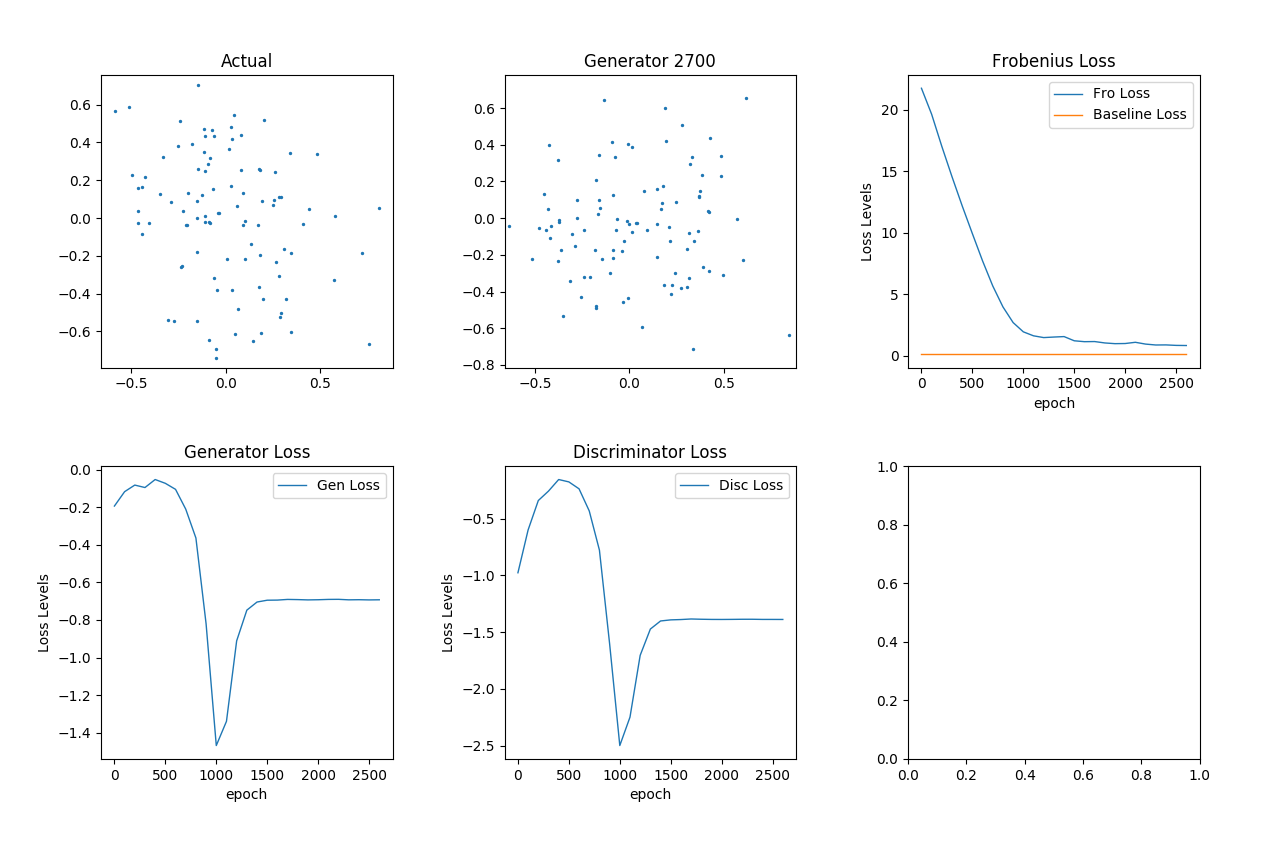 Actual
0.6
0.4
0.2
0.0
−0.2
−0.4
−0.6
−0.5 0.0 0.5
Generator 2700
0.6
0.4
0.2
0.0
−0.2
−0.4
−0.6
−0.8
−0.5 0.0 0.5
Frobenius Loss
Fro Loss
Baseline Loss
Loss Levels
20
15
10
5
0
0 500 1000 1500 2000 2500
epoch
Generator Loss
Gen Loss
Loss Levels
0.0
−0.2
−0.4
−0.6
−0.8
−1.0
−1.2
−1.4
0 500 1000 1500 2000 2500
epoch
Discriminator Loss
Disc Loss
Loss Levels
−0.5
−1.0
−1.5
−2.0
−2.5
0 500 1000 1500 2000 2500
epoch
1.0
0.8
0.6
0.4
0.2
0.0
0.0 0.2 0.4 0.6 0.8 1.0